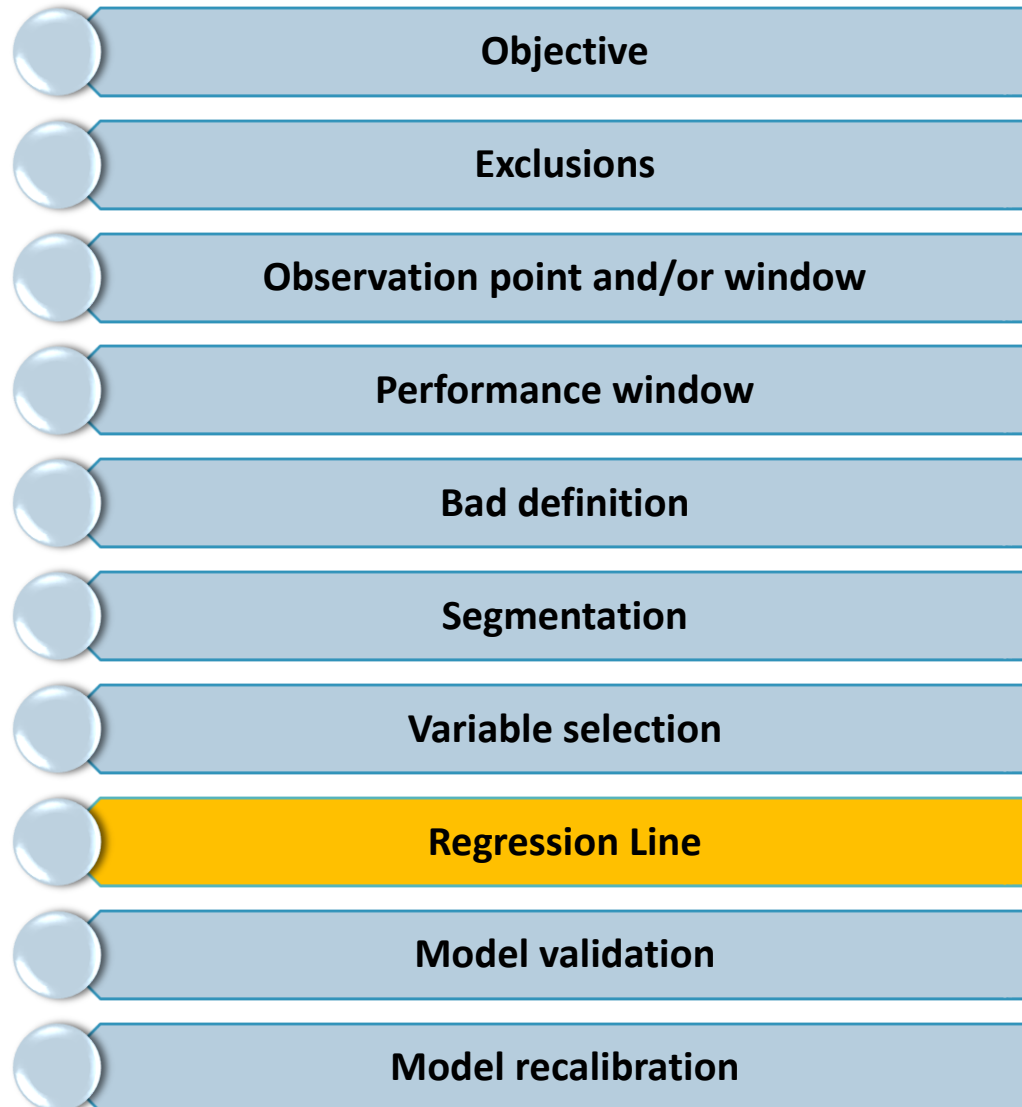 Objective
Exclusions
Observation point and/or window
Performance window
Bad definition
Segmentation
Variable selection
Regression Line
Model validation
Model recalibration